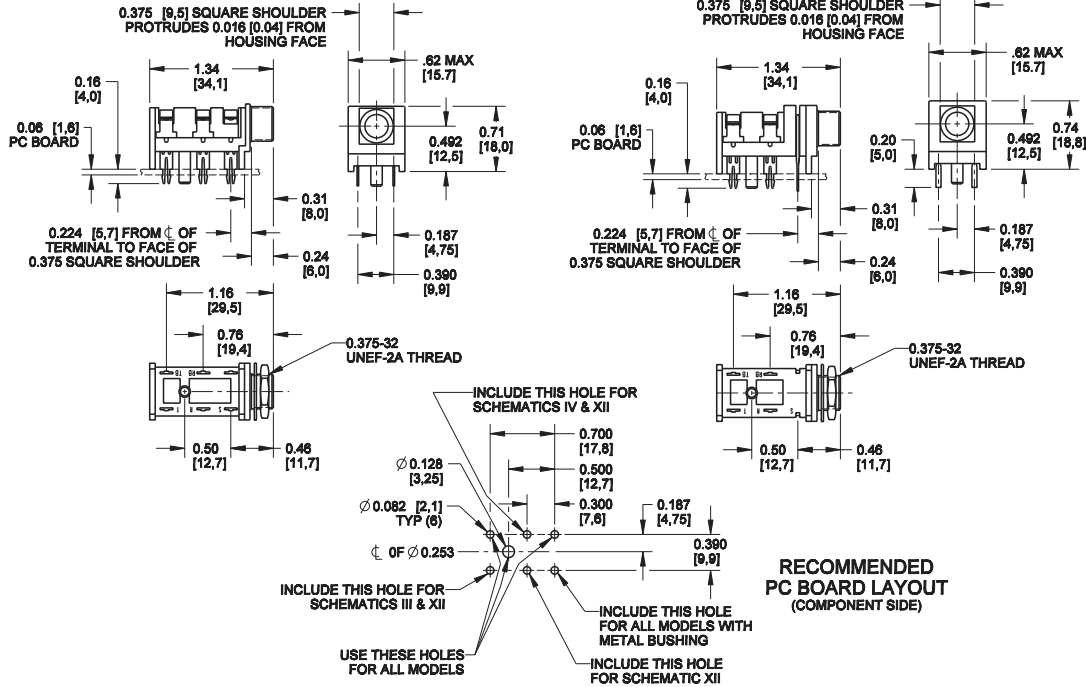 0.375 [9,5] SQUARE SHOULDER
PROTRUDES 0.016 [0.04] FROM
HOUSING FACE
1.34
[34,1]
.62 MAX
[15.7]
0.16
[4,0]
0.06 [1,6]
PC BOARD
0.492
[12,5]
0.71
[18,0]
0.31
[8,0]
0.224 [5,7] FROM ℄ OF
TERMINAL TO FACE OF
0.375 SQUARE SHOULDER
0.24
[6,0]
0.187
[4,75]
0.390
[9,9]
1.16
[29,5]
0.76
[19,4]
0.375-32
UNEF-2A THREAD
TB RB
T R S
0.50
[12,7]
0.46
[11,7]
0.375 [9,5] SQUARE SHOULDER
PROTRUDES 0.016 [0.04] FROM
HOUSING FACE
1.34
[34,1]
.62 MAX
[15.7]
0.16
[4,0]
0.06 [1,6]
PC BOARD
0.20
[5,0]
0.492
[12,5]
0.74
[18,8]
0.31
[8,0]
0.224 [5,7] FROM ℄ OF
TERMINAL TO FACE OF
0.375 SQUARE SHOULDER
0.24
[6,0]
0.187
[4,75]
0.390
[9,9]
1.16
[29,5]
0.76
[19,4]
0.375-32
UNEF-2A THREAD
TB RB
T R S
0.50
[12,7]
0.46
[11,7]
INCLUDE THIS HOLE FOR
SCHEMATICS IV & XII
0.700
[17,8]
Ø 0.128
[3,25]
0.500
[12,7]
Ø 0.082 [2,1]
TYP (6)
0.300
[7,6]
0.187
[4,75]
℄ 0F Ø 0.253
0.390
[9,9]
INCLUDE THIS HOLE FOR
SCHEMATICS III & XII
INCLUDE THIS HOLE
FOR ALL MODELS WITH
METAL BUSHING
USE THESE HOLES
FOR ALL MODELS
INCLUDE THIS HOLE
FOR SCHEMATIC XII
RECOMMENDED
PC BOARD LAYOUT
(COMPONENT SIDE)